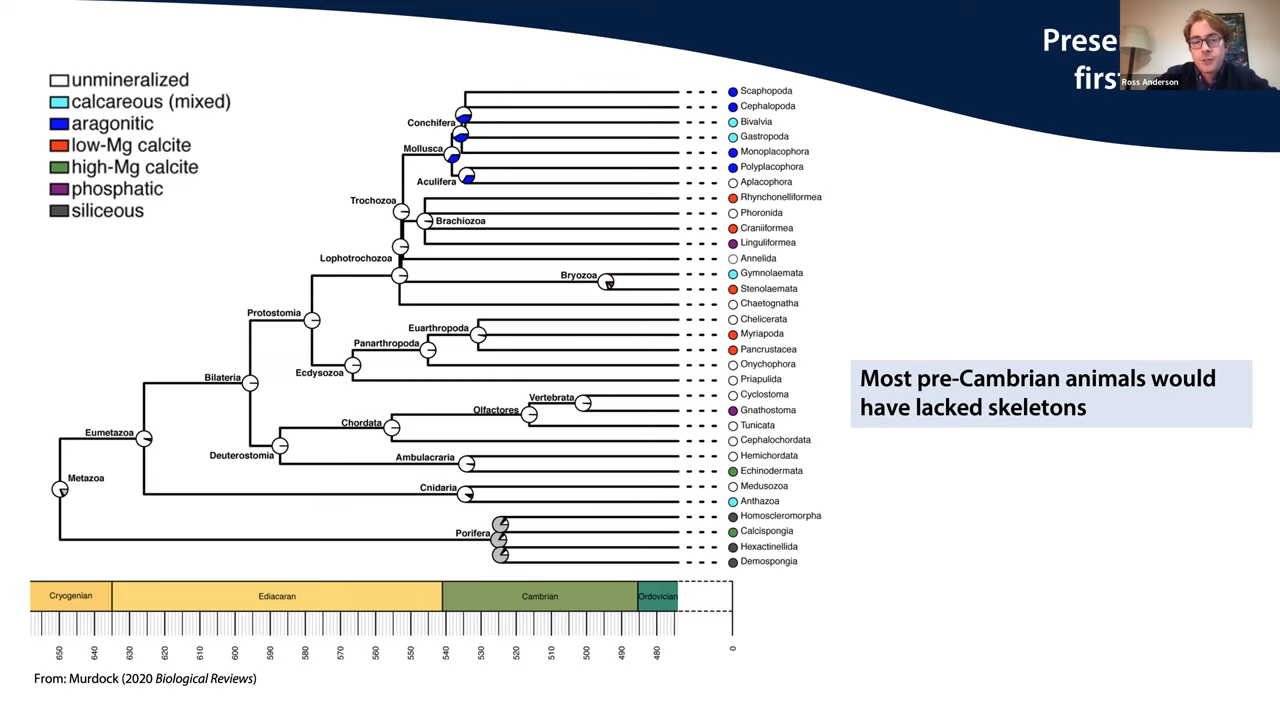 Prese
firs
Ross Anderson
unmineralized
calcareous (mixed)
aragonitic
low-Mg calcite
high-Mg calcite
phosphatic
siliceous
Scaphopoda
Cephalopoda
Conchifera
Bivalvia
Gastropoda
Mollusca
Monoplacophora
Polyplacophora
Aculifera
Aplacophora
Trochozoa
Rhynchonelliformea
Phoronida
Brachiozoa
Craniiformea
Linguliformea
Lophotrochozoa
Annelida
Bryozoa
Gymnolaemata
Stenolaemata
Chaetognatha
Protostomia
Chelicerata
Euarthropoda
Myriapoda
Panarthropoda
Pancrustacea
Onychophora
Ecdysozoa
Priapulida
Bilateria
Most pre-Cambrian animals would
have lacked skeletons
Cyclostoma
Vertebrata
Olfactores
Gnathostoma
Chordata
Tunicata
Eumetazoa
Cephalochordata
Deuterostomia
Ambulacraria
Hemichordata
Echinodermata
Metazoa
Cnidaria
Medusozoa
Anthazoa
Homoscleromorpha
Porifera
Calcispongia
Hexactinellida
Demospongia
Cryogenian Ediacaran Cambrian Ordovician
650 640 630 620 610 600 590 580 570 560 550 540 530 520 510 500 490 480 0
From: Murdock (2020 Biological Reviews)